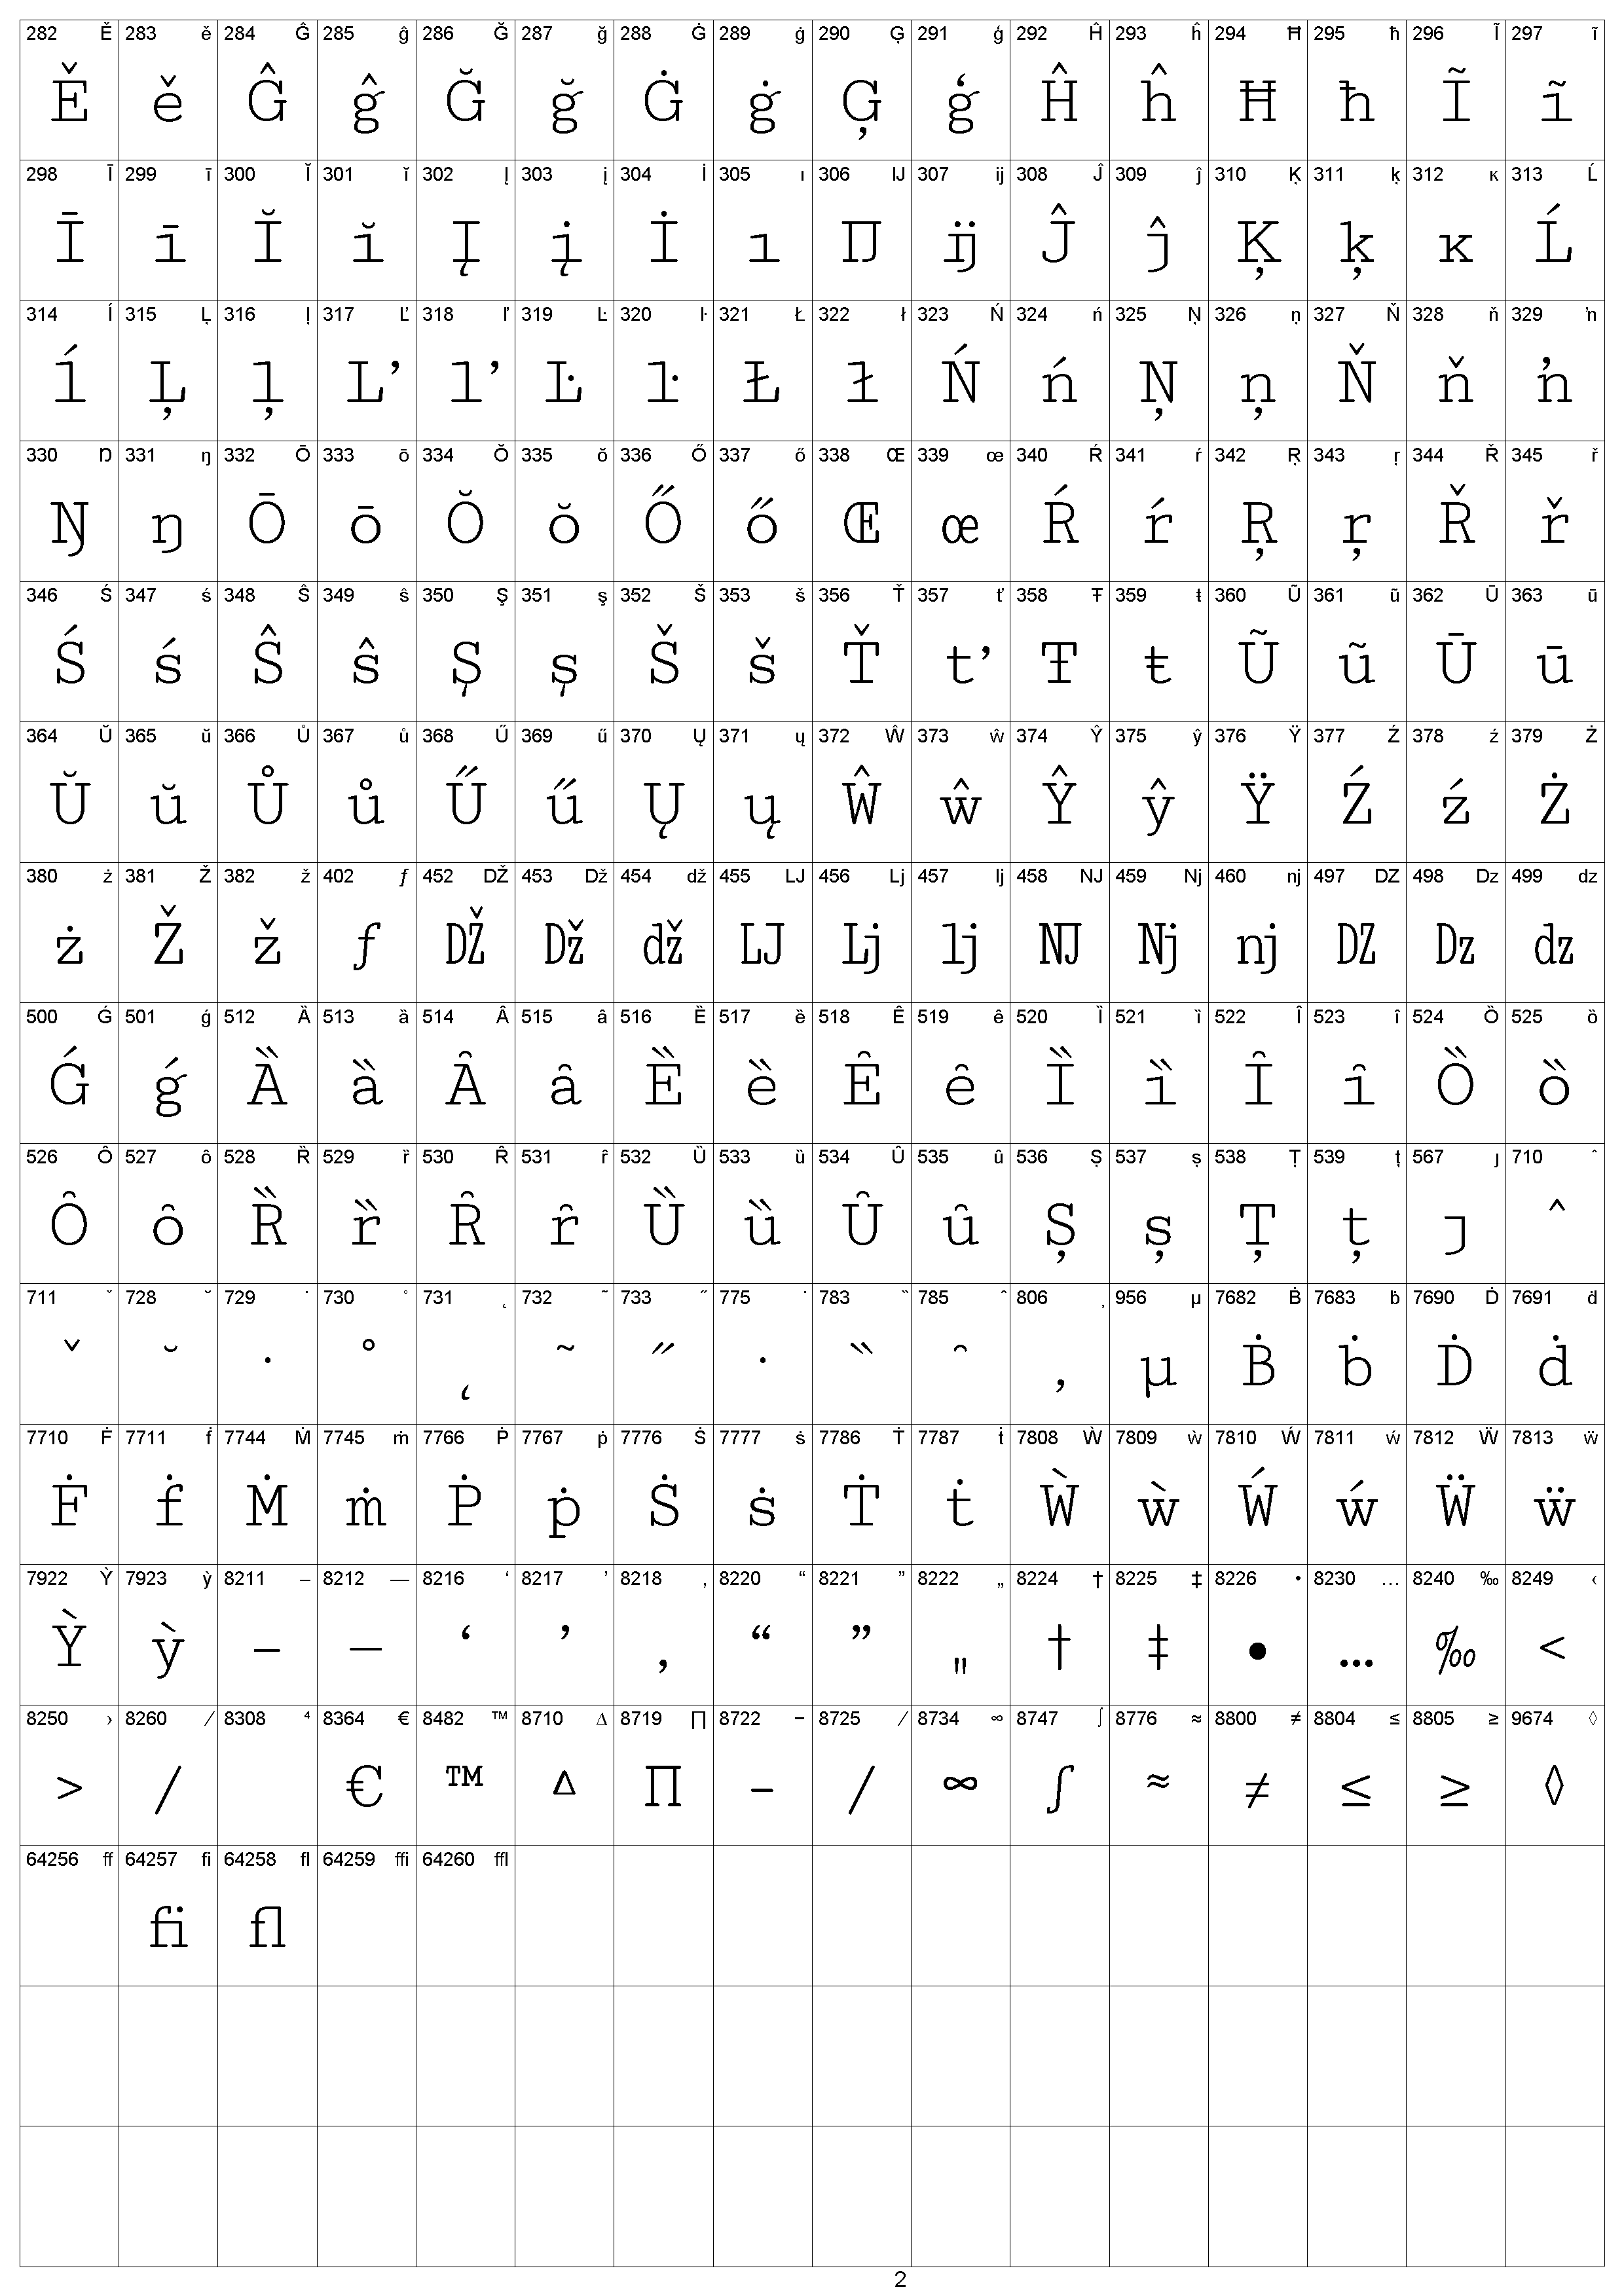 282 Ě 283 ě 284 Ĝ 285 ĝ 286 Ğ 287 ğ 288 Ġ 289 ġ 290 Ģ 291 ģ 292 Ĥ 293 ĥ 294 Ħ 295 ħ 296 Ĩ 297 ĩ
Ě ě Ĝ ĝ Ğ ğ Ġ ġ Ģ ģ Ĥ ĥ Ħ ħ Ĩ ĩ
298 Ī 299 ī 300 Ĭ 301 ĭ 302 Į 303 į 304 İ 305 ı 306 Ĳ 307 ĳ 308 Ĵ 309 ĵ 310 Ķ 311 ķ 312 ĸ 313 Ĺ
Ī ī Ĭ ĭ Į į İ ı Ĳ ĳ Ĵ ĵ Ķ ķ ĸ Ĺ
314 ĺ 315 Ļ 316 ļ 317 Ľ 318 ľ 319 Ŀ 320 ŀ 321 Ł 322 ł 323 Ń 324 ń 325 Ņ 326 ņ 327 Ň 328 ň 329 ŉ
ĺ Ļ ļ Ľ ľ Ŀ ŀ Ł ł Ń ń Ņ ņ Ň ň ŉ
330 Ŋ 331 ŋ 332 Ō 333 ō 334 Ŏ 335 ŏ 336 Ő 337 ő 338 Œ 339 œ 340 Ŕ 341 ŕ 342 Ŗ 343 ŗ 344 Ř 345 ř
Ŋ ŋ Ō ō Ŏ ŏ Ő ő Œ œ Ŕ ŕ Ŗ ŗ Ř ř
346 Ś 347 ś 348 Ŝ 349 ŝ 350 Ş 351 ş 352 Š 353 š 356 Ť 357 ť 358 Ŧ 359 ŧ 360 Ũ 361 ũ 362 Ū 363 ū
Ś ś Ŝ ŝ Ş ş Š š Ť ť Ŧ ŧ Ũ ũ Ū ū
364 Ŭ 365 ŭ 366 Ů 367 ů 368 Ű 369 ű 370 Ų 371 ų 372 Ŵ 373 ŵ 374 Ŷ 375 ŷ 376 Ÿ 377 Ź 378 ź 379 Ż
Ŭ ŭ Ů ů Ű ű Ų ų Ŵ ŵ Ŷ ŷ Ÿ Ź ź Ż
380 ż 381 Ž 382 ž 402 ƒ 452 Ǆ 453 ǅ 454 ǆ 455 Ǉ 456 ǈ 457 ǉ 458 Ǌ 459 ǋ 460 ǌ 497 Ǳ 498 ǲ 499 ǳ
ż Ž ž ƒ Ǆ ǅ ǆ Ǉ ǈ ǉ Ǌ ǋ ǌ Ǳ ǲ ǳ
500 Ǵ 501 ǵ 512 Ȁ 513 ȁ 514 Ȃ 515 ȃ 516 Ȅ 517 ȅ 518 Ȇ 519 ȇ 520 Ȉ 521 ȉ 522 Ȋ 523 ȋ 524 Ȍ 525 ȍ
Ǵ ǵ Ȁ ȁ Ȃ ȃ Ȅ ȅ Ȇ ȇ Ȉ ȉ Ȋ ȋ Ȍ ȍ
526 Ȏ 527 ȏ 528 Ȑ 529 ȑ 530 Ȓ 531 ȓ 532 Ȕ 533 ȕ 534 Ȗ 535 ȗ 536 Ș 537 ș 538 Ț 539 ț 567 ȷ 710 ˆ
Ȏ ȏ Ȑ ȑ Ȓ ȓ Ȕ ȕ Ȗ ȗ Ș ș Ț ț ȷ ˆ
711 ˇ 728 ˘ 729 ˙ 730 ˚ 731 ˛ 732 ˜ 733 ˝ 775 ̇ 783 ̏ 785 ̑ 806 ̦ 956 μ 7682 Ḃ 7683 ḃ 7690 Ḋ 7691 ḋ
ˇ ˘ ˙ ˚ ˛ ˜ ˝ ̇ ̏ ̑ ̦ μ Ḃ ḃ Ḋ ḋ
7710 Ḟ 7711 ḟ 7744 Ṁ 7745 ṁ 7766 Ṗ 7767 ṗ 7776 Ṡ 7777 ṡ 7786 Ṫ 7787 ṫ 7808 Ẁ 7809 ẁ 7810 Ẃ 7811 ẃ 7812 Ẅ 7813 ẅ
Ḟ ḟ Ṁ ṁ Ṗ ṗ Ṡ ṡ Ṫ ṫ Ẁ ẁ Ẃ ẃ Ẅ ẅ
7922 Ỳ 7923 ỳ 8211 – 8212 — 8216 ‘ 8217 ’ 8218 ‚ 8220 “ 8221 ” 8222 „ 8224 † 8225 ‡ 8226 • 8230 … 8240 ‰ 8249 ‹
Ỳ ỳ – — ‘ ’ ‚ “ ” „ † ‡ • … ‰ ‹
8250 › 8260 ⁄ 8308 ⁴ 8364 € 8482 ™ 8710 ∆ 8719 ∏ 8722 − 8725 ∕ 8734 ∞ 8747 ∫ 8776 ≈ 8800 ≠ 8804 ≤ 8805 ≥ 9674 ◊
› ⁄ € ™ ∆ ∏ − ∕ ∞ ∫ ≈ ≠ ≤ ≥ ◊
64256 ﬀ 64257 ﬁ 64258 ﬂ 64259 ﬃ 64260 ﬄ
ﬁ ﬂ
2